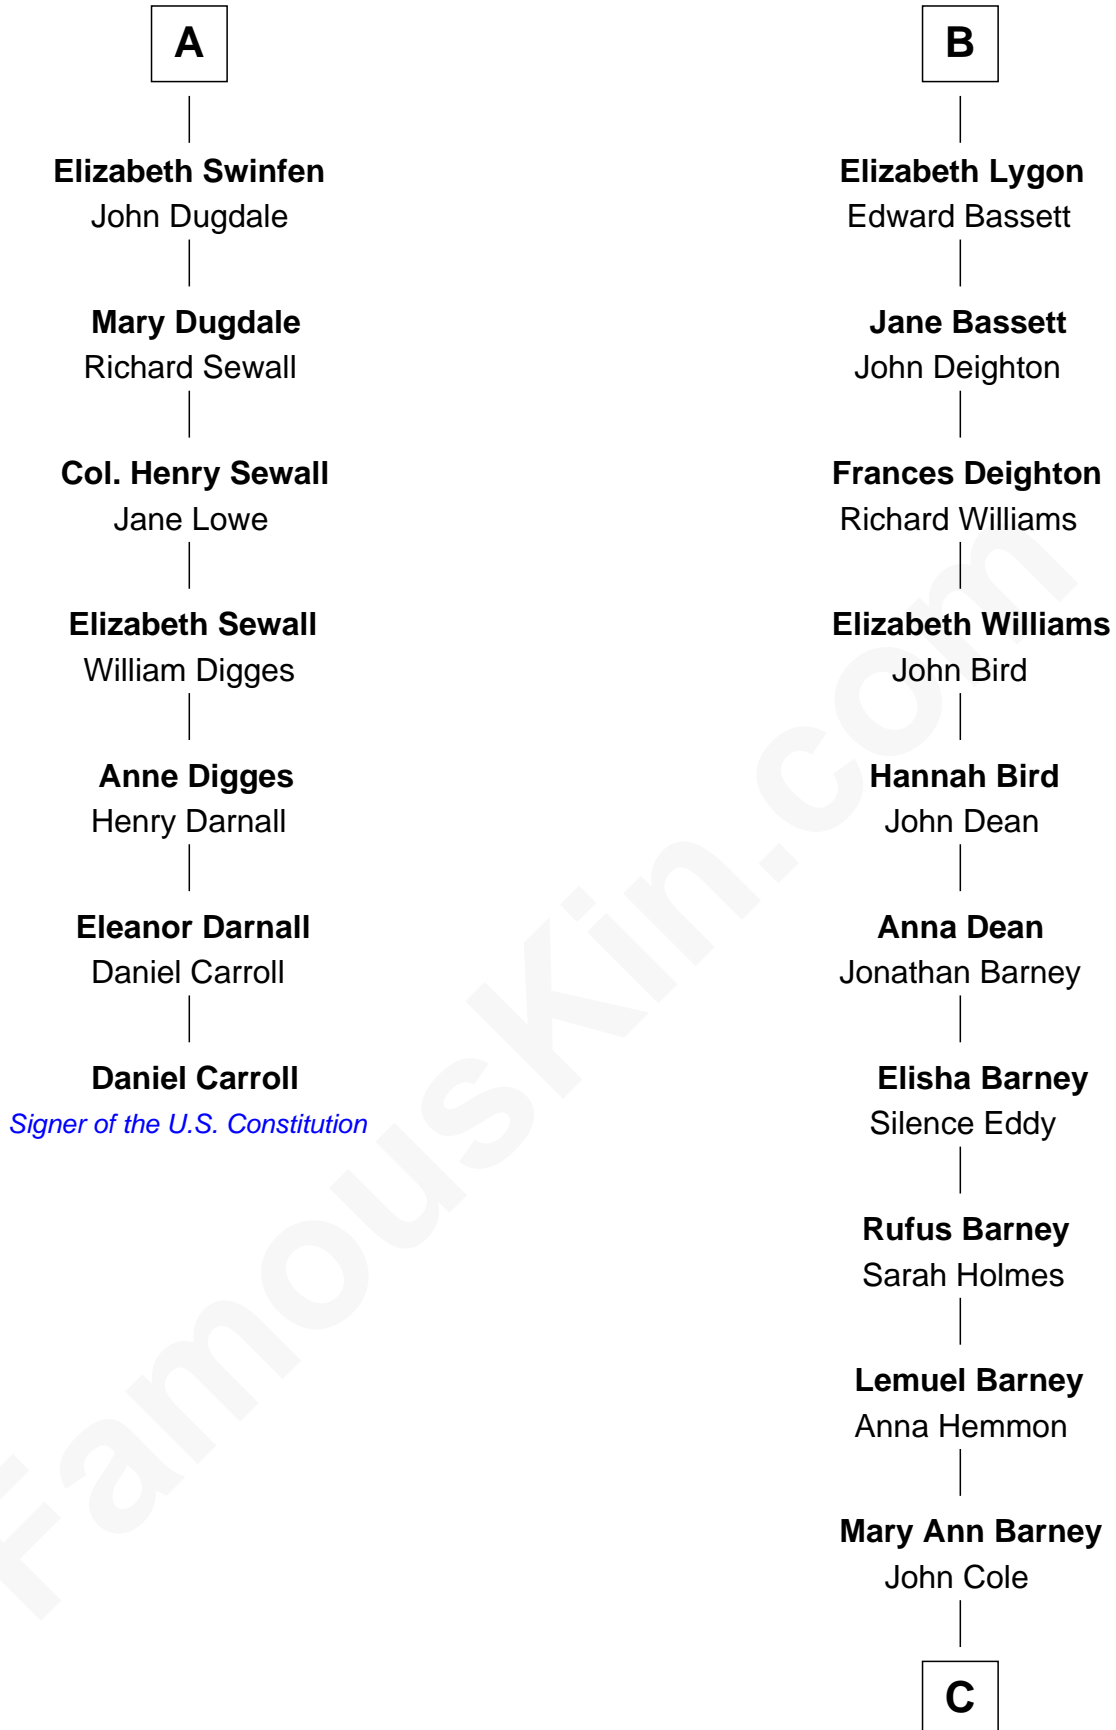 A
Elizabeth Swinfen
John Dugdale
Mary Dugdale
Richard Sewall
Col. Henry Sewall
Jane Lowe
Elizabeth Sewall
William Digges
Anne Digges
Henry Darnall
Eleanor Darnall
Daniel Carroll
Daniel Carroll
Signer of the U.S. Constitution
B
Elizabeth Lygon
Edward Bassett
Jane Bassett
John Deighton
Frances Deighton
Richard Williams
Elizabeth Williams
John Bird
Hannah Bird
John Dean
Anna Dean
Jonathan Barney
Elisha Barney
Silence Eddy
Rufus Barney
Sarah Holmes
Lemuel Barney
Anna Hemmon
Mary Ann Barney
John Cole
C
FamousKin.com